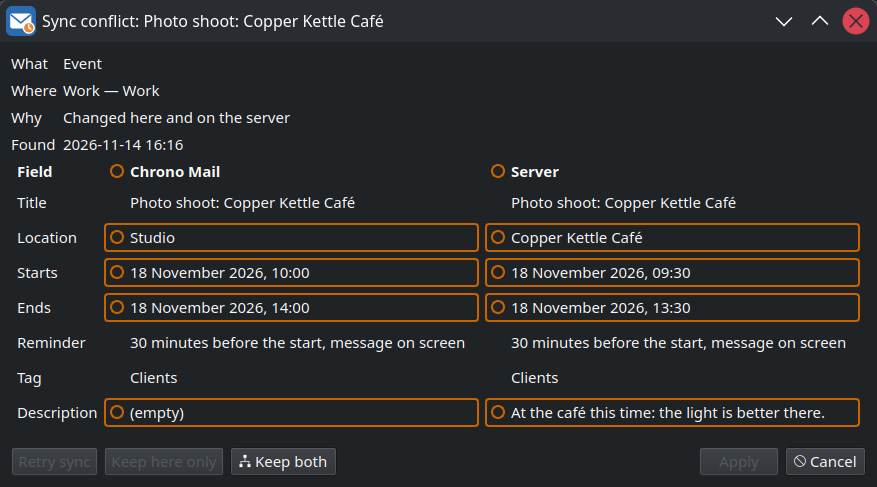 Sync conflict: Photo shoot: Copper Kettle Café
What Event
Where Work — Work
Why Changed here and on the server
Found 2026-11-14 16:16
Field Chrono Mail Server
Title Photo shoot: Copper Kettle Café Photo shoot: Copper Kettle Café
Location Studio Copper Kettle Café
Starts 18 November 2026, 10:00 18 November 2026, 09:30
Ends 18 November 2026, 14:00 18 November 2026, 13:30
Reminder 30 minutes before the start, message on screen 30 minutes before the start, message on screen
Tag Clients Clients
Description (empty) At the café this time: the light is better there.
Retry sync Keep here only Keep both Apply Cancel